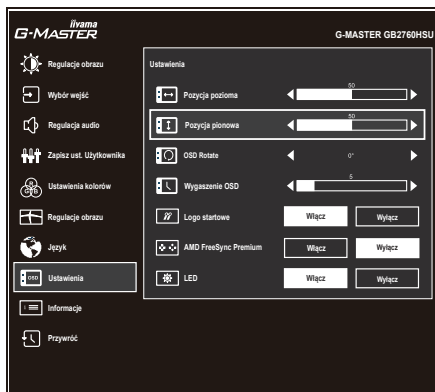 iiyama
G-MASTER
G-MASTER GB2760HSU
Regulacje obrazu
Wybór wejść
Regulacja audio
Zapisz ust. Użytkownika
Ustawienia kolorów
R
G B
Regulacje obrazu
Język
OSD
Ustawienia
Informacje
Przywróć
Ustawienia
Pozycja pozioma
50
Pozycja pionowa
50
OSD Rotate
0°
Wygaszenie OSD
5
Logo startowe
Włącz
Wyłącz
AMD FreeSync Premium
Włącz
Wyłącz
LED
Włącz
Wyłącz